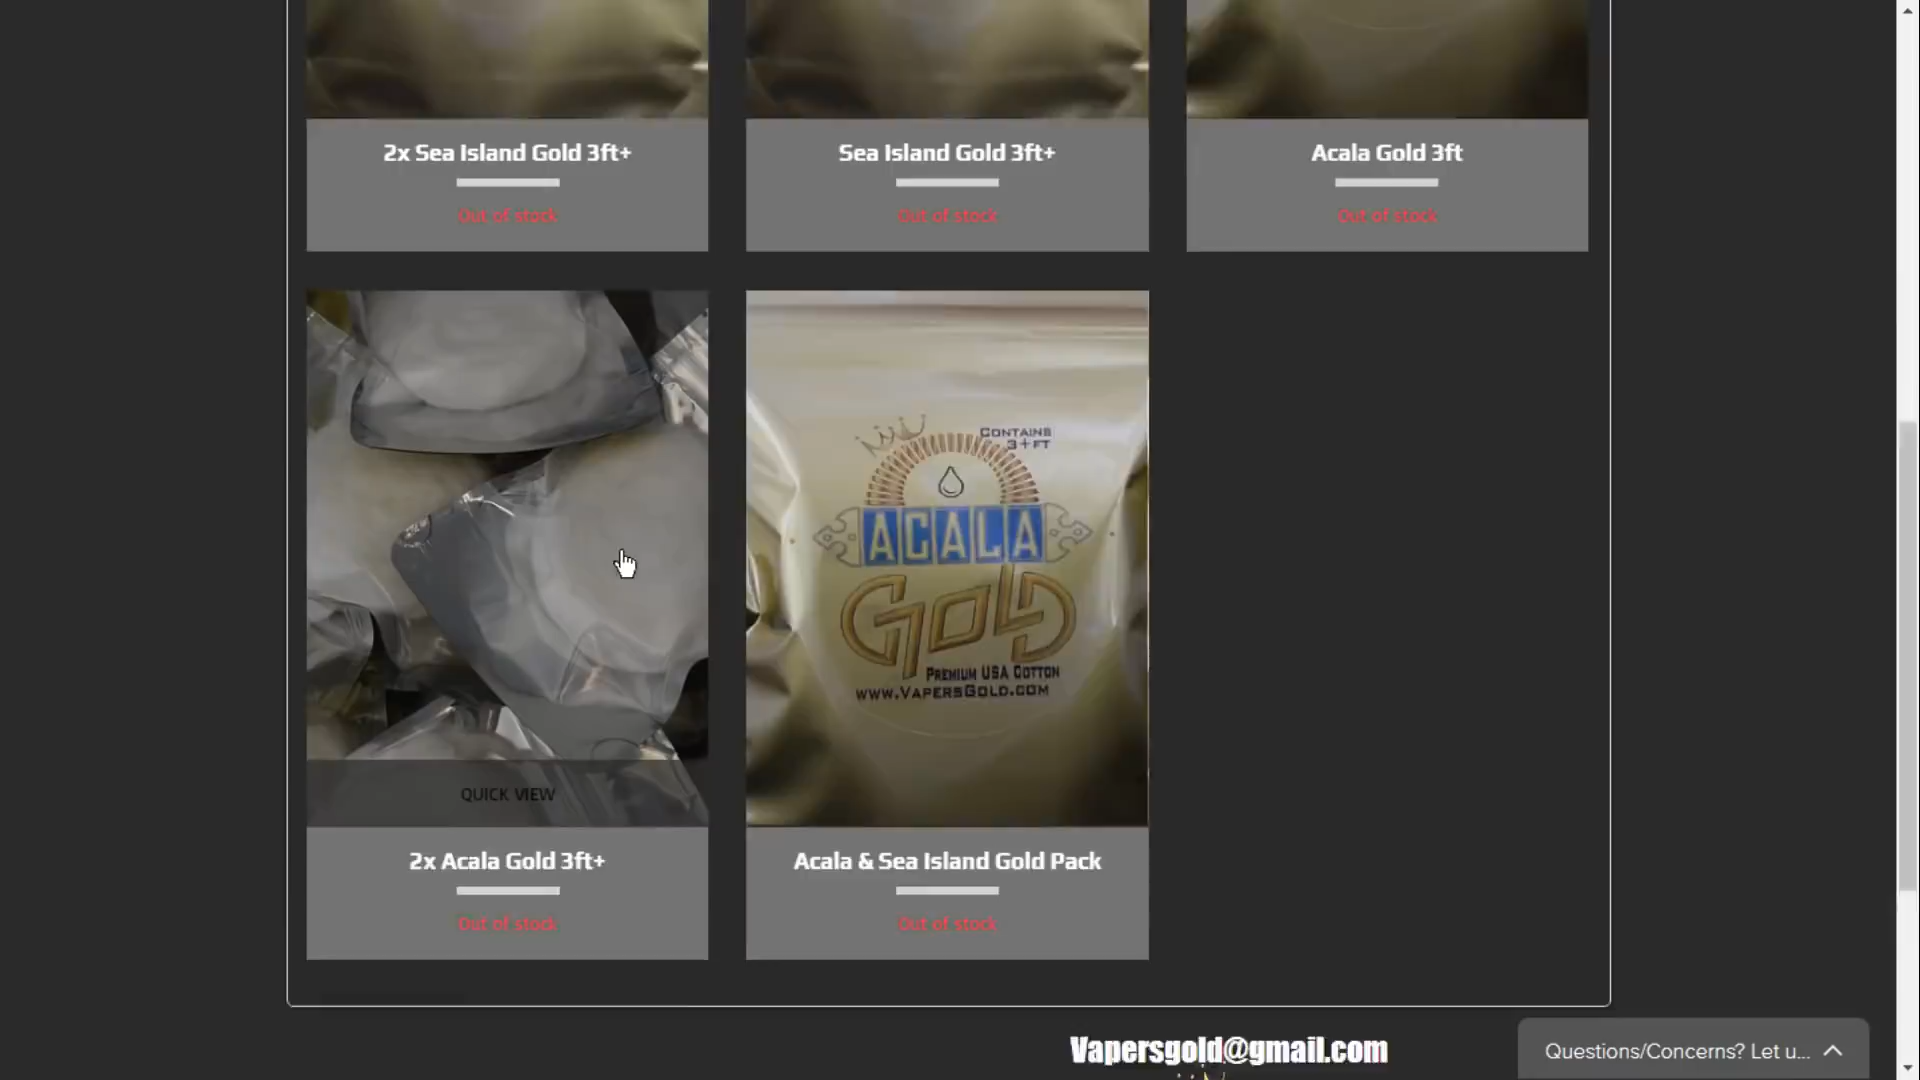 2x Sea Island Gold 3ft+
Out of stock
Sea Island Gold 3ft+
Out of stock
Acala Gold 3ft
Out of stock
QUICK VIEW
2x Acala Gold 3ft+
Out of stock
CONTAINS
3+FT
ACALA
GOLD
PREMIUM USA COTTON
WWW.VAPERSGOLD.COM
Acala & Sea Island Gold Pack
Out of stock
Vapersgold@gmail.com
Questions/Concerns? Let u...